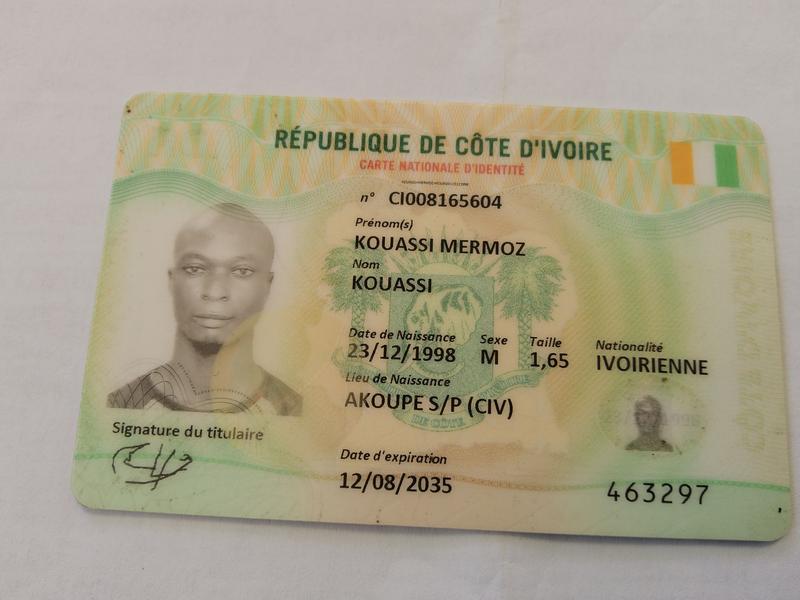 RÉPUBLIQUE DE CÔTE D'IVOIRE
CARTE NATIONALE D'IDENTITÉ
n° CI008165604
Prénom(s)
KOUASSI MERMOZ
Nom
KOUASSI
Date de Naissance Sexe Taille Nationalité
23/12/1998 M 1,65 IVOIRIENNE
Lieu de Naissance
AKOUPE S/P (CIV)
DE CÔTE
Signature du titulaire
Date d'expiration
12/08/2035
463297